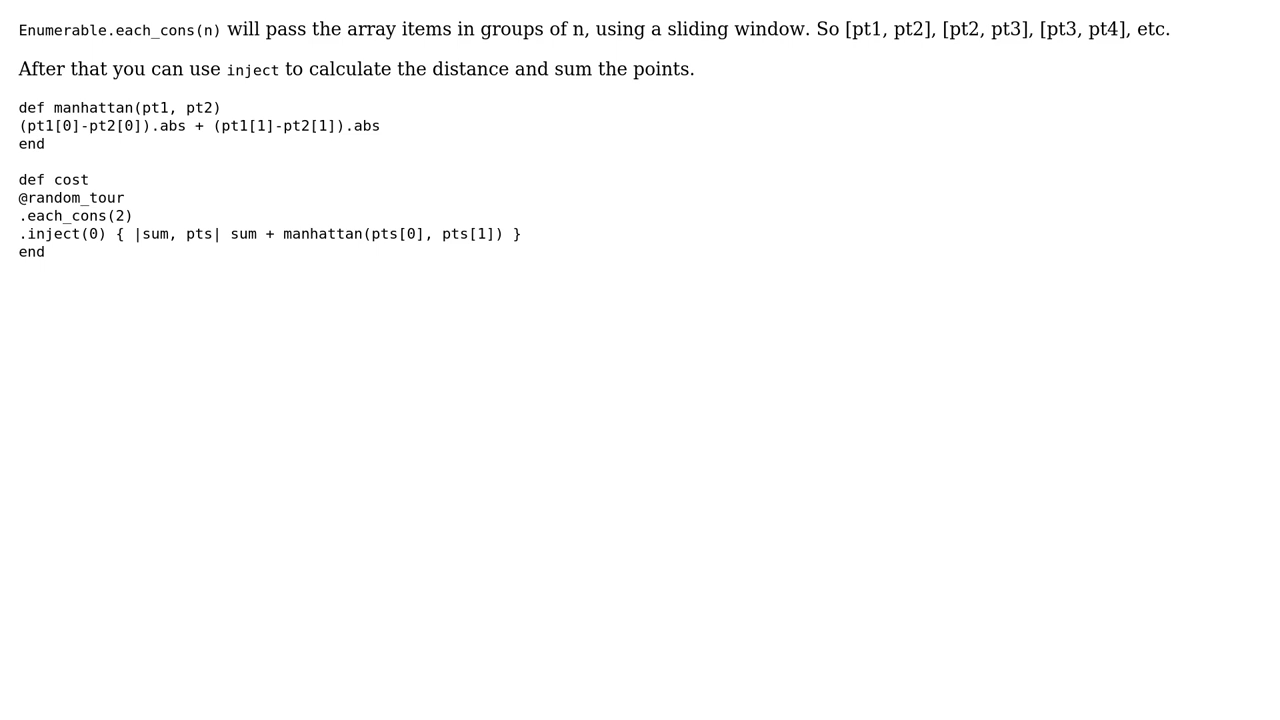 Enumerable.each_cons(n) will pass the array items in groups of n, using a sliding window. So [pt1, pt2], [pt2, pt3], [pt3, pt4], etc.
After that you can use inject to calculate the distance and sum the points.
def manhattan(pt1, pt2)
(pt1[0]-pt2[0]).abs + (pt1[1]-pt2[1]).abs
end
def cost
@random_tour
.each_cons(2)
.inject(0) { |sum, pts| sum + manhattan(pts[0], pts[1]) }
end